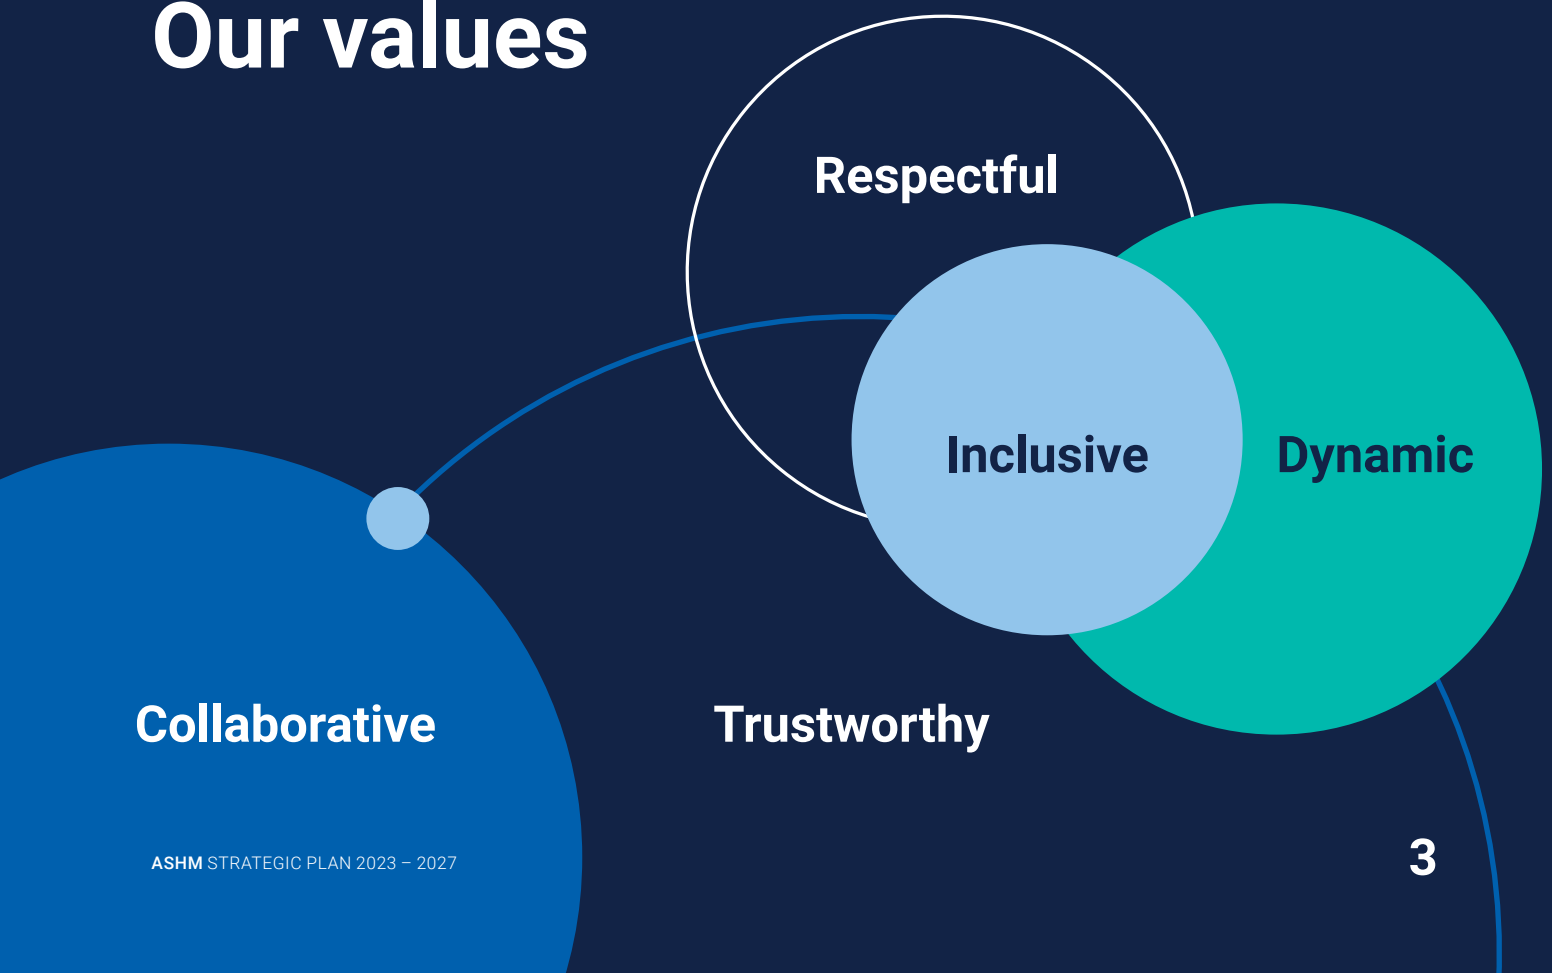 Our values
Respectful
Inclusive
Dynamic
Collaborative
Trustworthy
ASHM STRATEGIC PLAN 2023 – 2027
3